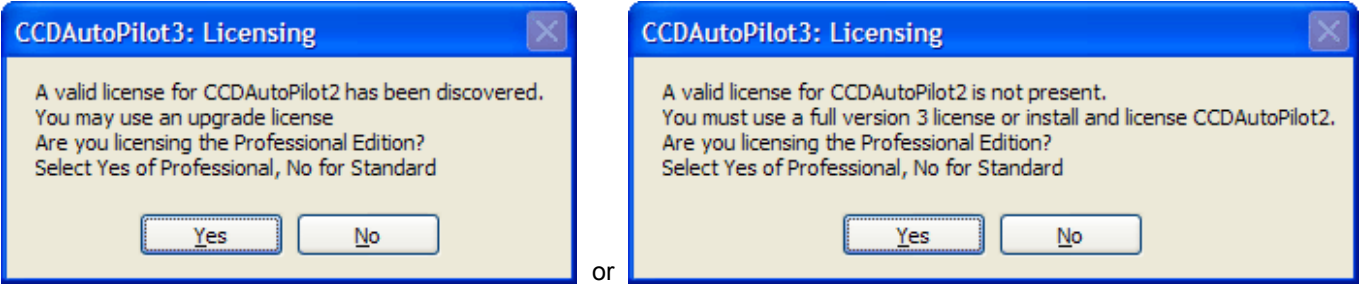 CCDAutoPilot3: Licensing
A valid license for CCDAutoPilot2 has been discovered.
You may use an upgrade license
Are you licensing the Professional Edition?
Select Yes of Professional, No for Standard
Yes
No
or
CCDAutoPilot3: Licensing
A valid license for CCDAutoPilot2 is not present.
You must use a full version 3 license or install and license CCDAutoPilot2.
Are you licensing the Professional Edition?
Select Yes of Professional, No for Standard
Yes
No